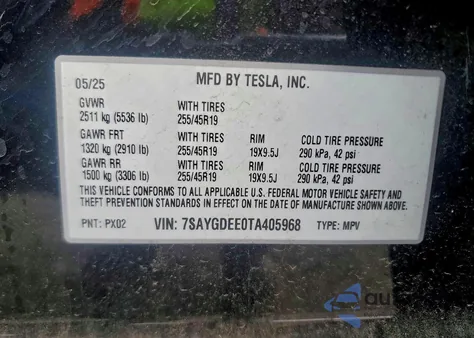 05/25 MFD BY TESLA, INC.
GVWR WITH TIRES
2511 kg (5536 lb) 255/45R19
GAWR FRT WITH TIRES RIM COLD TIRE PRESSURE
1320 kg (2910 lb) 255/45R19 19X9.5J 290 kPa, 42 psi
GAWR RR WITH TIRES RIM COLD TIRE PRESSURE
1500 kg (3306 lb) 255/45R19 19X9.5J 290 kPa, 42 psi
THIS VEHICLE CONFORMS TO ALL APPLICABLE U.S. FEDERAL MOTOR VEHICLE SAFETY AND
THEFT PREVENTION STANDARDS IN EFFECT ON THE DATE OF MANUFACTURE SHOWN ABOVE.
PNT: PX02 VIN: 7SAYGDEE0TA405968 TYPE: MPV